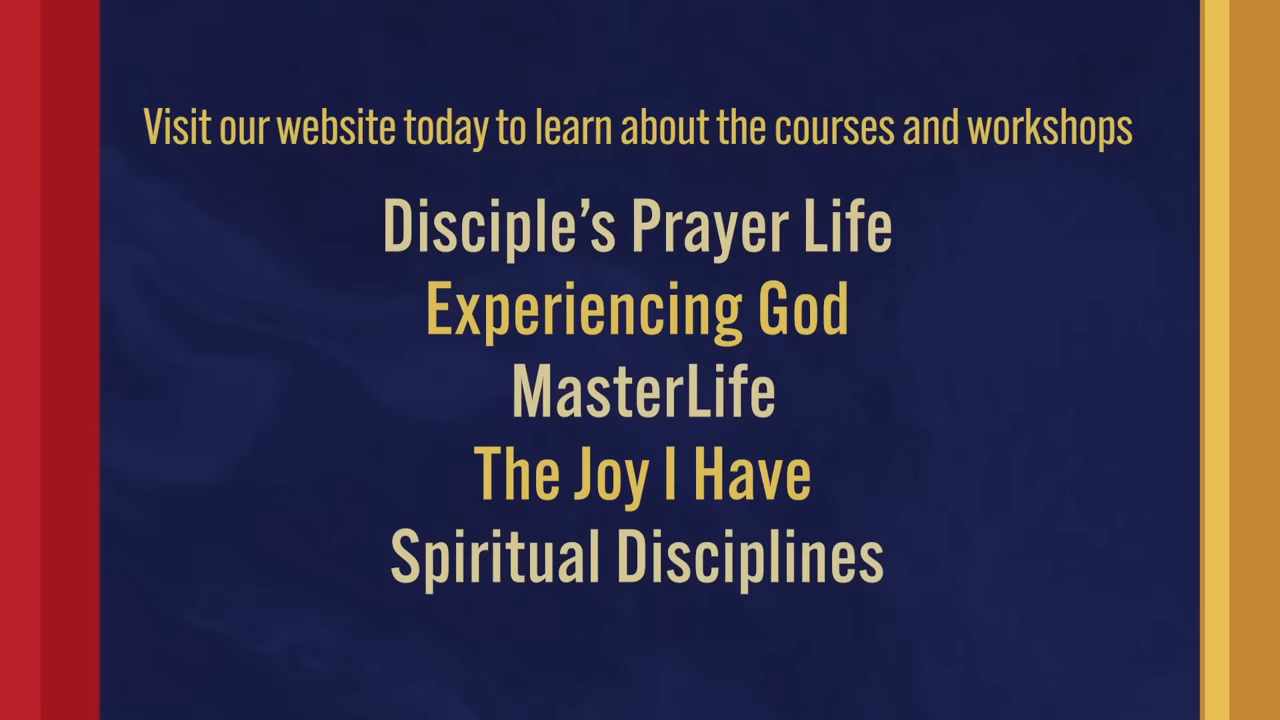 Visit our website today to learn about the courses and workshops
Disciple’s Prayer Life
Experiencing God
MasterLife
The Joy I Have
Spiritual Disciplines